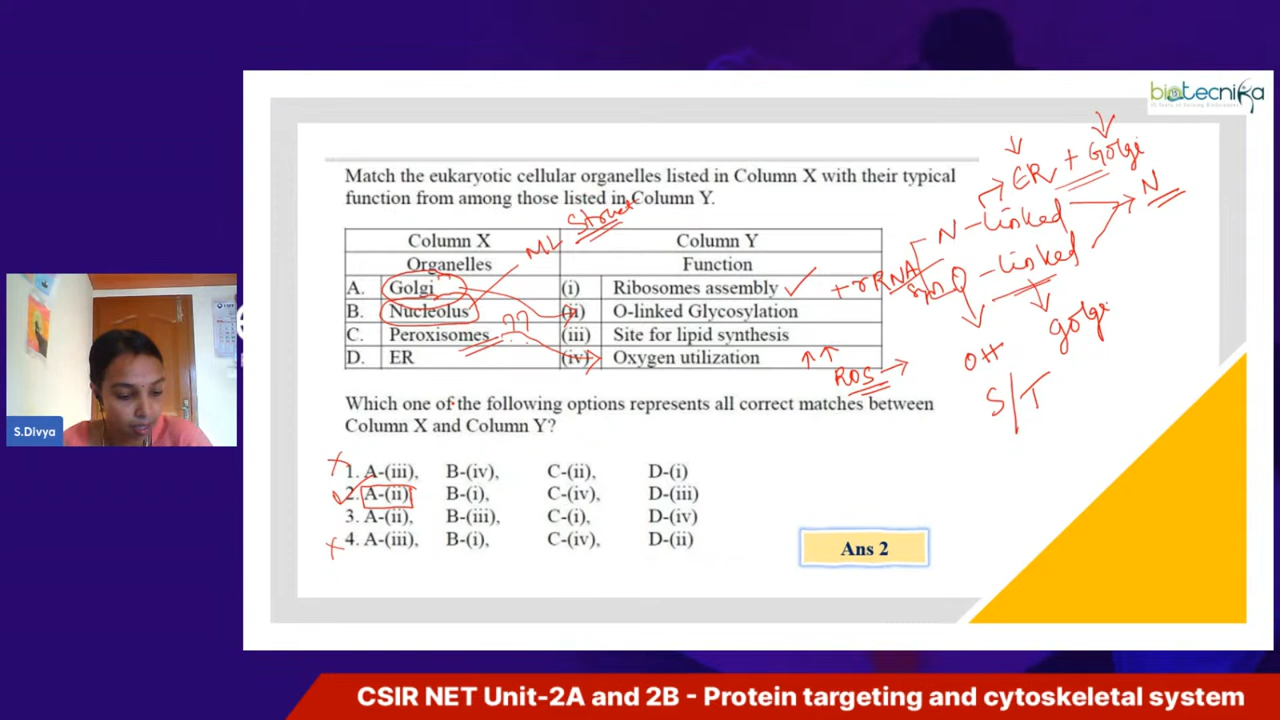 biotecnika
Match the eukaryotic cellular organelles listed in Column X with their typical
function from among those listed in Column Y.
Column X Column Y
Organelles Function
A. Golgi (i) Ribosomes assembly
B. Nucleolus (ii) O-linked Glycosylation
C. Peroxisomes (iii) Site for lipid synthesis
D. ER (iv) Oxygen utilization
ML
??
ROS
+ rRNA
ER + Golgi
N-linked
N
O-linked
OH
Golgi
S/T
Which one of the following options represents all correct matches between
Column X and Column Y?
1. A-(iii), B-(iv), C-(ii), D-(i)
2. A-(ii), B-(i), C-(iv), D-(iii)
3. A-(ii), B-(iii), C-(i), D-(iv)
4. A-(iii), B-(i), C-(iv), D-(ii)
Ans 2
S.Divya
CSIR NET Unit-2A and 2B - Protein targeting and cytoskeletal system